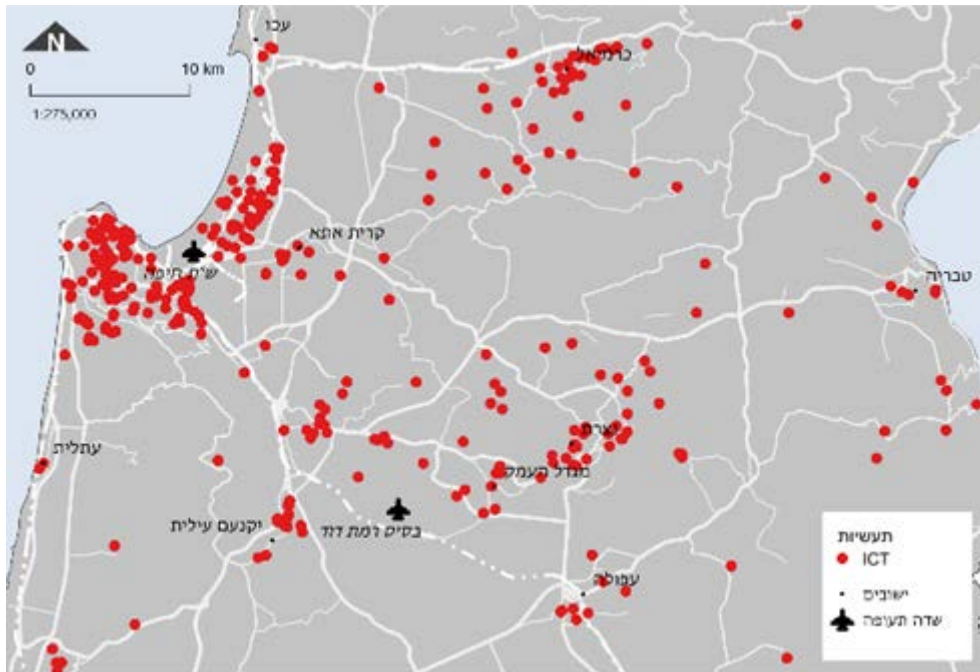 N
0 10 km
1:275,000
עכו
כרמיאל
קרית אתא
ש"ת חיפה
טבריה
נצרת
עתלית
מגדל העמק
יקנעם עילית
בסיס רמת דוד
עפולה
תעשיות
ICT
ישובים
שדה תעופה